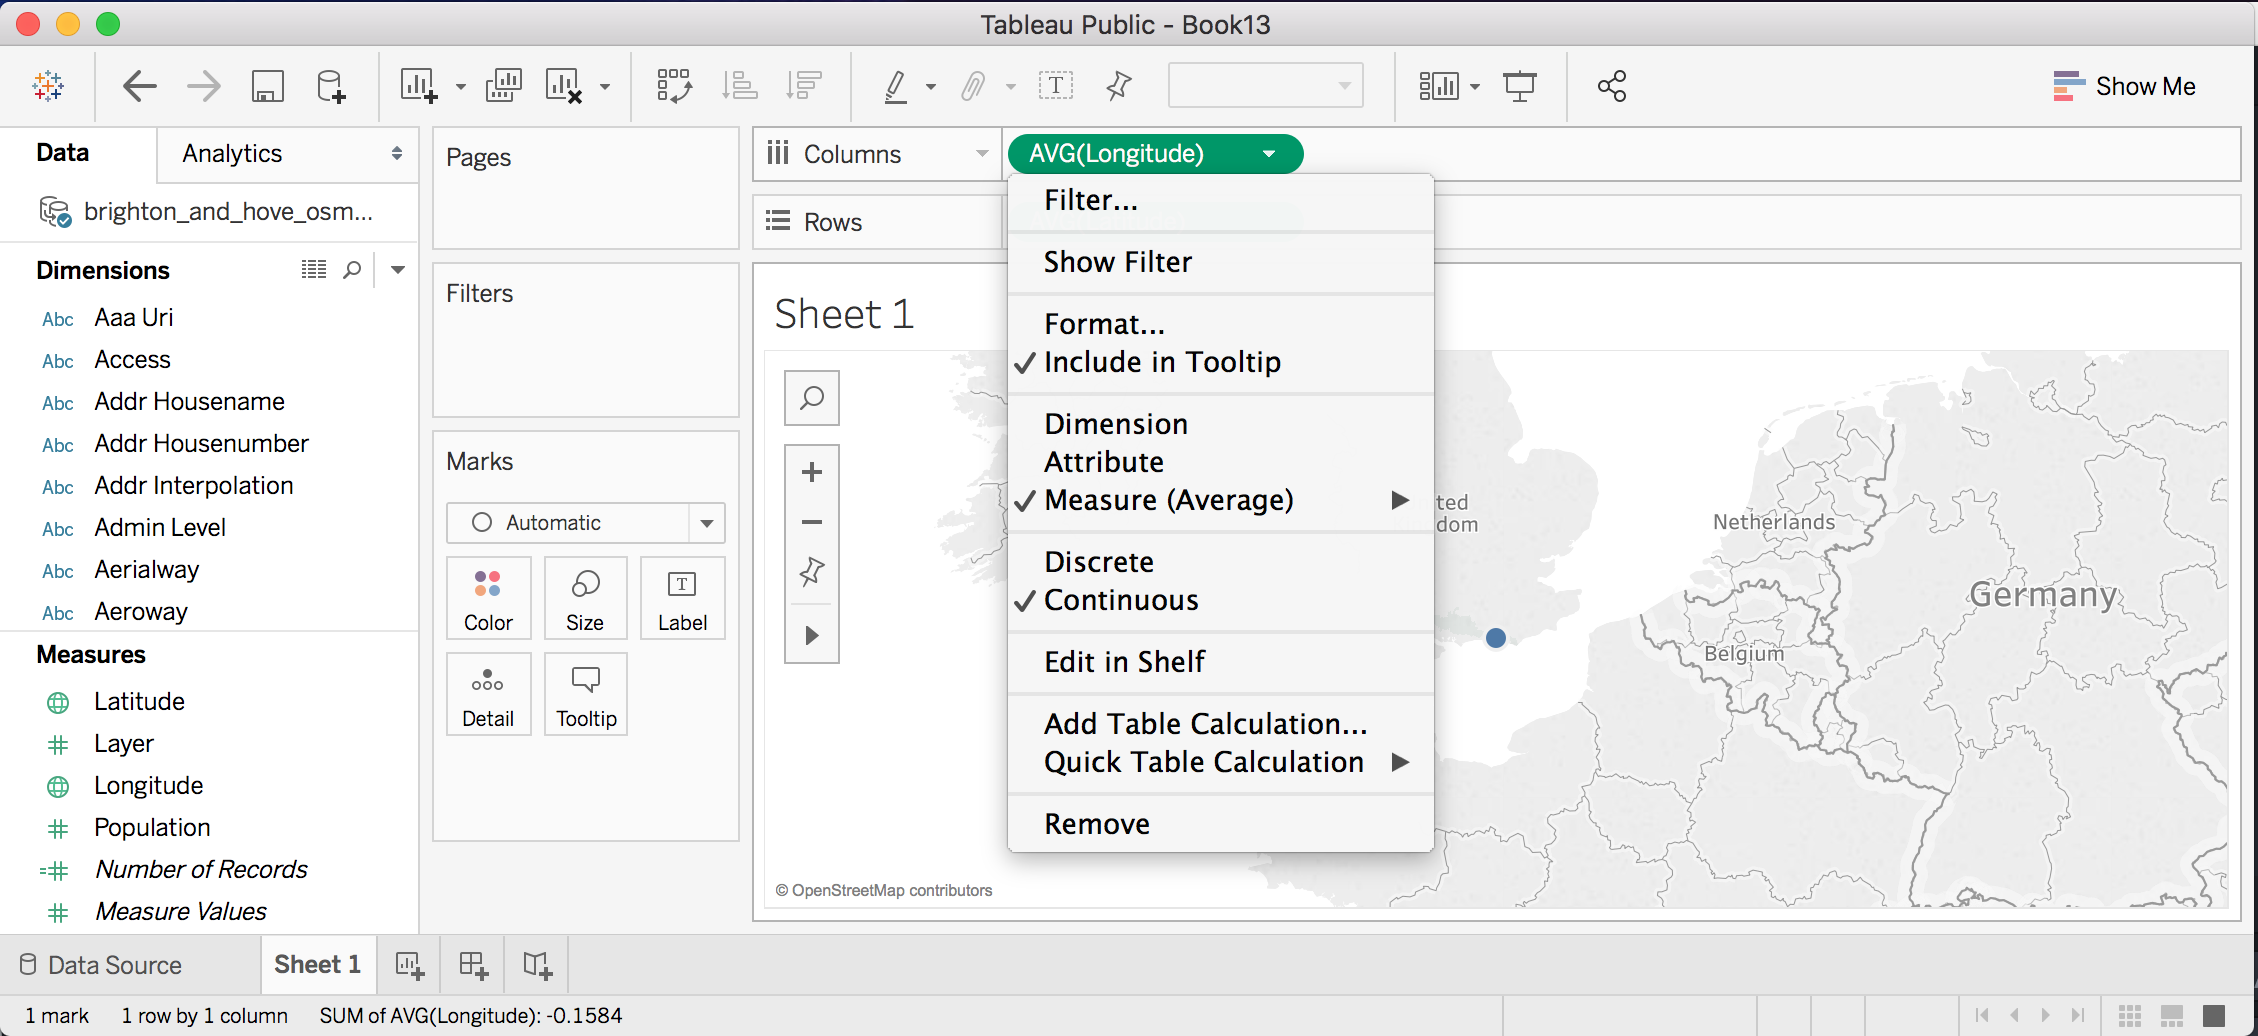 Tableau Public - Book13
Show Me
Data
Analytics
brighton_and_hove_osm...
Dimensions
Abc Aaa Uri
Abc Access
Abc Addr Housename
Abc Addr Housenumber
Abc Addr Interpolation
Abc Admin Level
Abc Aerialway
Abc Aeroway
Measures
Latitude
Layer
Longitude
Population
Number of Records
Measure Values
Pages
Filters
Marks
Automatic
Color
Size
Label
Detail
Tooltip
Columns
AVG(Longitude)
Rows
Sheet 1
Filter...
Show Filter
Format...
Include in Tooltip
Dimension
Attribute
Measure (Average)
Discrete
Continuous
Edit in Shelf
Add Table Calculation...
Quick Table Calculation
Remove
ted
dom
Netherlands
Germany
Belgium
© OpenStreetMap contributors
Data Source
Sheet 1
1 mark
1 row by 1 column
SUM of AVG(Longitude): -0.1584